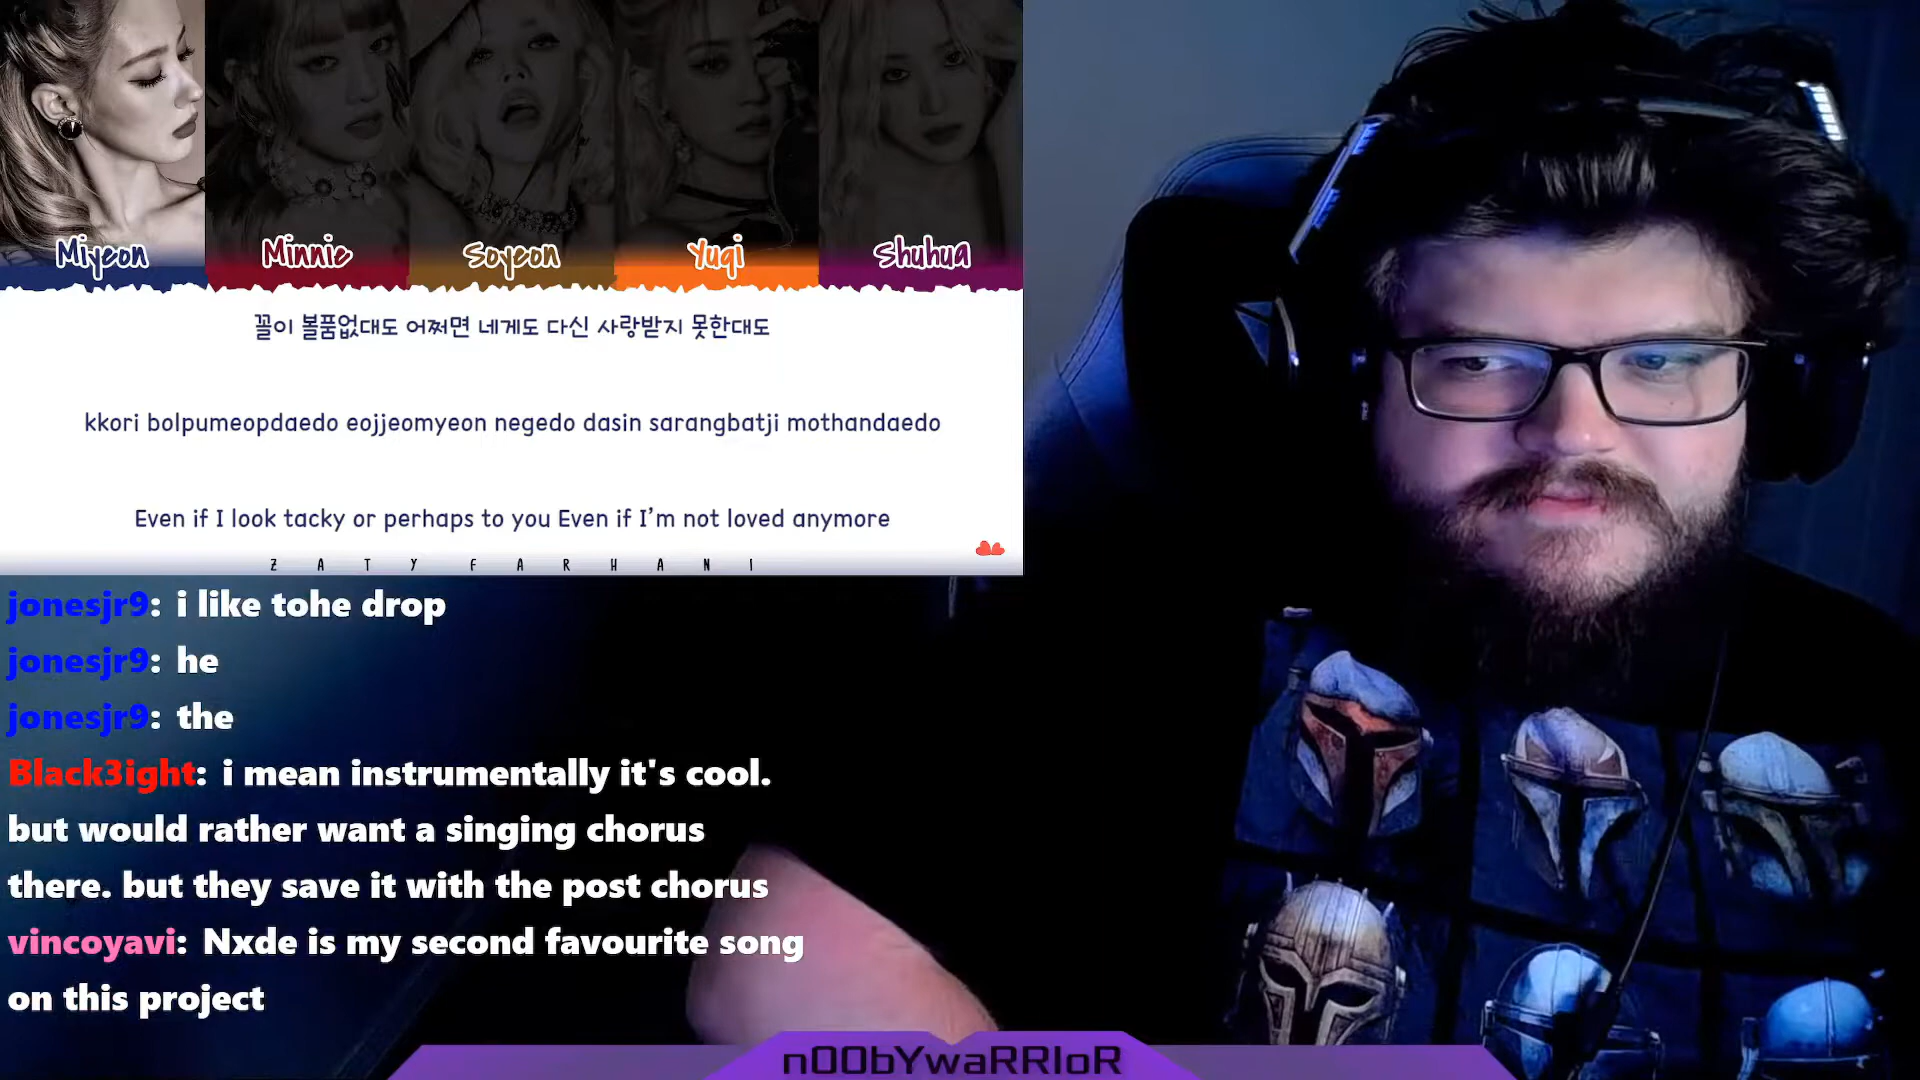 Miyeon Minnie Soyeon Yuqi Shuhua
꼴이 볼품없대도 어쩌면 네게도 다신 사랑받지 못한대도
kkori bolpumeopdaedo eojjeomyeon negedo dasin sarangbatji mothandaedo
Even if I look tacky or perhaps to you Even if I'm not loved anymore
ZATY FARHANI
jonesjr9: i like tohe drop
jonesjr9: he
jonesjr9: the
Black3ight: i mean instrumentally it's cool.
but would rather want a singing chorus
there. but they save it with the post chorus
vincoyavi: Nxde is my second favourite song
on this project
n00bYwaRRIoR